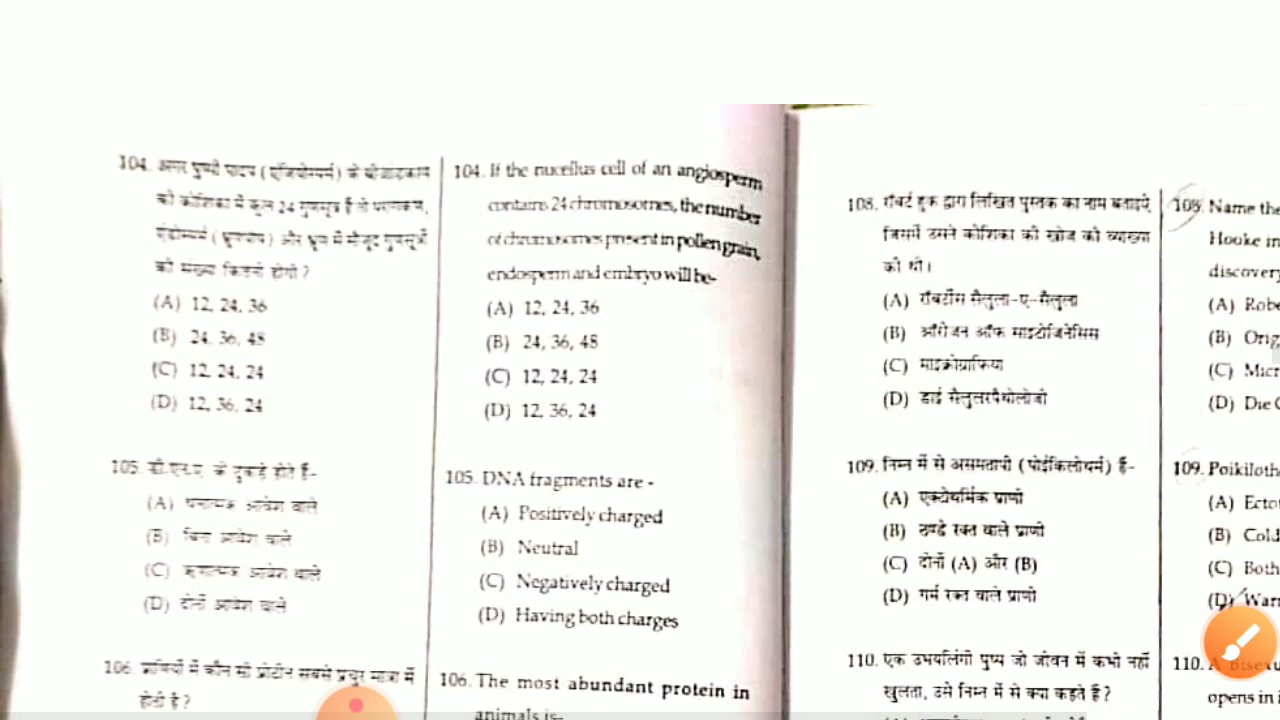 104. अगर पुष्पी पादप (एंजियोस्पर्म) के बीजांडकाय
की कोशिका में कुल 24 गुणसूत्र हैं तो परागकण,
एंडोस्पर्म (भ्रूणपोष) और भ्रूण में मौजूद गुणसूत्रों
की संख्या कितनी होगी ?
(A) 12, 24, 36
(B) 24, 36, 48
(C) 12, 24, 24
(D) 12, 36, 24
105. डी.एन.ए. के टुकड़े होते हैं-
(A) धनात्मक आवेश वाले
(B) बिना आवेश वाले
(C) ऋणात्मक आवेश वाले
(D) दोनों आवेश वाले
106. प्राणियों में कौन सी प्रोटीन सबसे प्रचुर मात्रा में
होती है ?
104. If the nucellus cell of an angiosperm
contains 24 chromosomes, the number
of chromosomes present in pollen grain,
endosperm and embryo will be-
(A) 12, 24, 36
(B) 24, 36, 48
(C) 12, 24, 24
(D) 12, 36, 24
105. DNA fragments are -
(A) Positively charged
(B) Neutral
(C) Negatively charged
(D) Having both charges
106. The most abundant protein in
animals is-
108. रॉबर्ट हुक द्वारा लिखित पुस्तक का नाम बताइये
जिसमें उसने कोशिका की खोज की व्याख्या
की थी।
(A) रॉबर्टोस सैलुला-ए-सैलुला
(B) ऑरीजन ऑफ साइटोजिनेसिस
(C) माइक्रोग्राफिया
(D) डाई सैलुलरपैथोलोजी
109. निम्न में से असमतापी (पोईकिलोथर्म) हैं-
(A) एक्टोथर्मिक प्राणी
(B) ठण्डे रक्त वाले प्राणी
(C) दोनों (A) और (B)
(D) गर्म रक्त वाले प्राणी
110. एक उभयलिंगी पुष्प जो जीवन में कभी नहीं
खुलता, उसे निम्न में से क्या कहते हैं ?
108. Name the
Hooke in
discovery
(A) Robe
(B) Orig
(C) Micr
(D) Die C
109. Poikiloth
(A) Ecto
(B) Cold
(C) Both
(D) Warr
110. A Bisexu
opens in